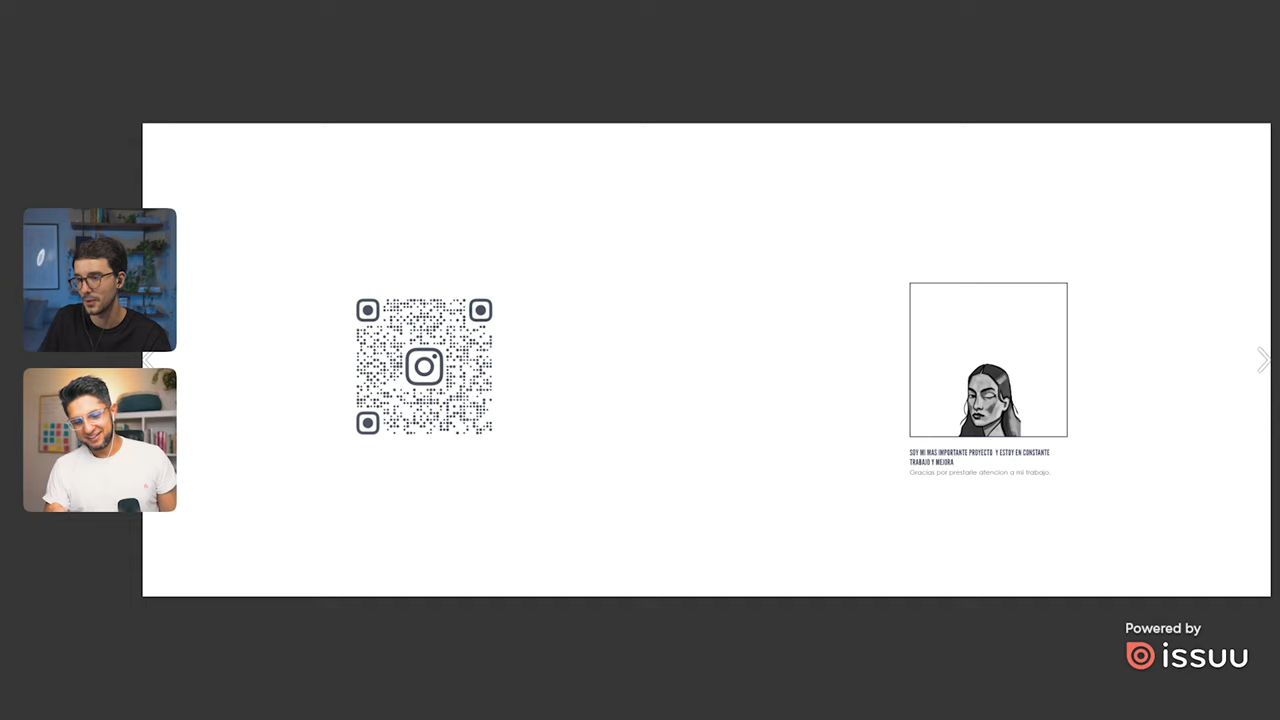 SOY MI MAS IMPORTANTE PROYECTO Y ESTOY EN CONSTANTE
TRABAJO Y MEJORA
Gracias por prestarle atencion a mi trabajo.
Powered by
issuu